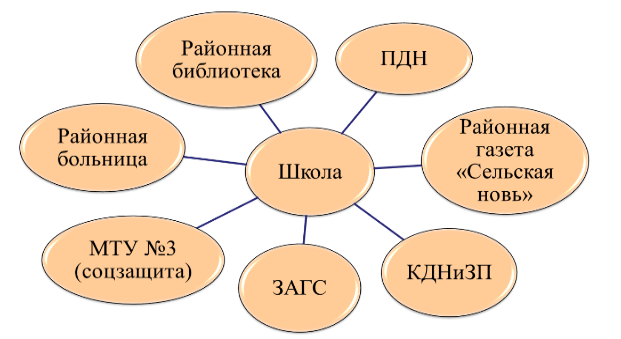 Районная
библиотека
ПДН
Районная
больница
Школа
Районная
газета
«Сельская
новь»
МТУ №3
(соцзащита)
ЗАГС
КДНиЗП